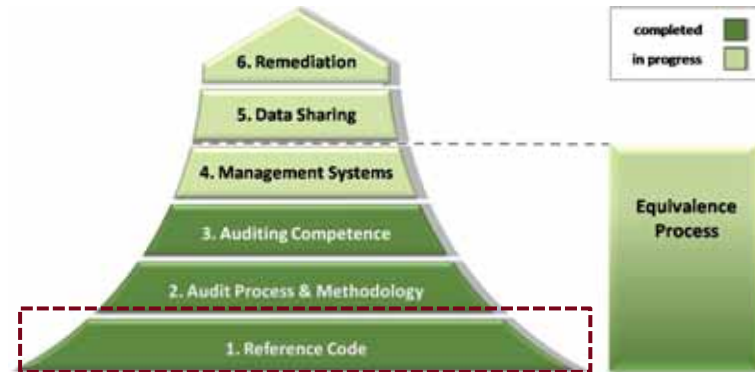 completed
in progress
6. Remediation
5. Data Sharing
4. Management Systems
3. Auditing Competence
2. Audit Process & Methodology
1. Reference Code
Equivalence
Process